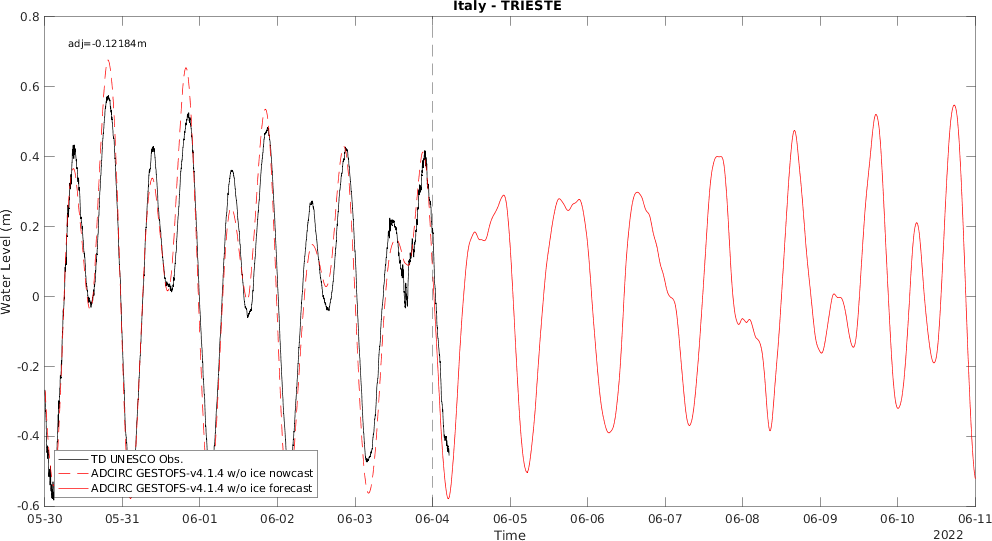 Italy - TRIESTE
adj=-0.12184m
0.8
0.6
0.4
0.2
0
-0.2
-0.4
-0.6
Water Level (m)
TD UNESCO Obs.
ADCIRC GESTOFS-v4.1.4 w/o ice nowcast
ADCIRC GESTOFS-v4.1.4 w/o ice forecast
05-30 05-31 06-01 06-02 06-03 06-04 06-05 06-06 06-07 06-08 06-09 06-10 06-11
Time
2022